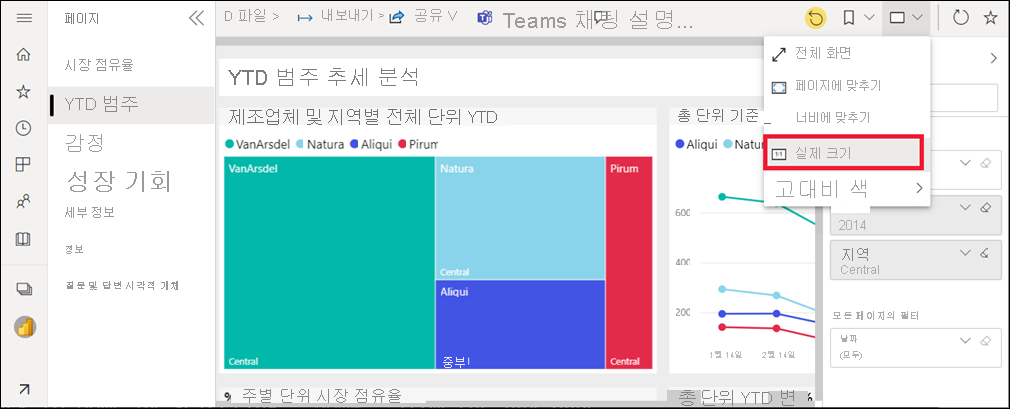 페이지
시장 점유율
YTD 범주
감정
성장 기회
세부 정보
정보
질문 및 답변 시각적 기체
D 파일 >
내보내기 >
공유
Teams 채팅 설명...
전체 화면
페이지에 맞추기
너비에 맞추기
1:1 실제 크기
고대비 색
YTD 범주 추세 분석
제조업체 및 지역별 전체 단위 YTD
VanArsdel Natura Aliqui Pirum
VanArsdel
Central
Natura
Central
Aliqui
중부
Pirum
Central
총 단위 기준
Aliqui Natu
600
400
200
1월 14일
2월 14일
2014
지역
Central
모든 페이지의 필터
날짜
(모두)
주별 단위 시장 점유율
총 단위 YTD 변